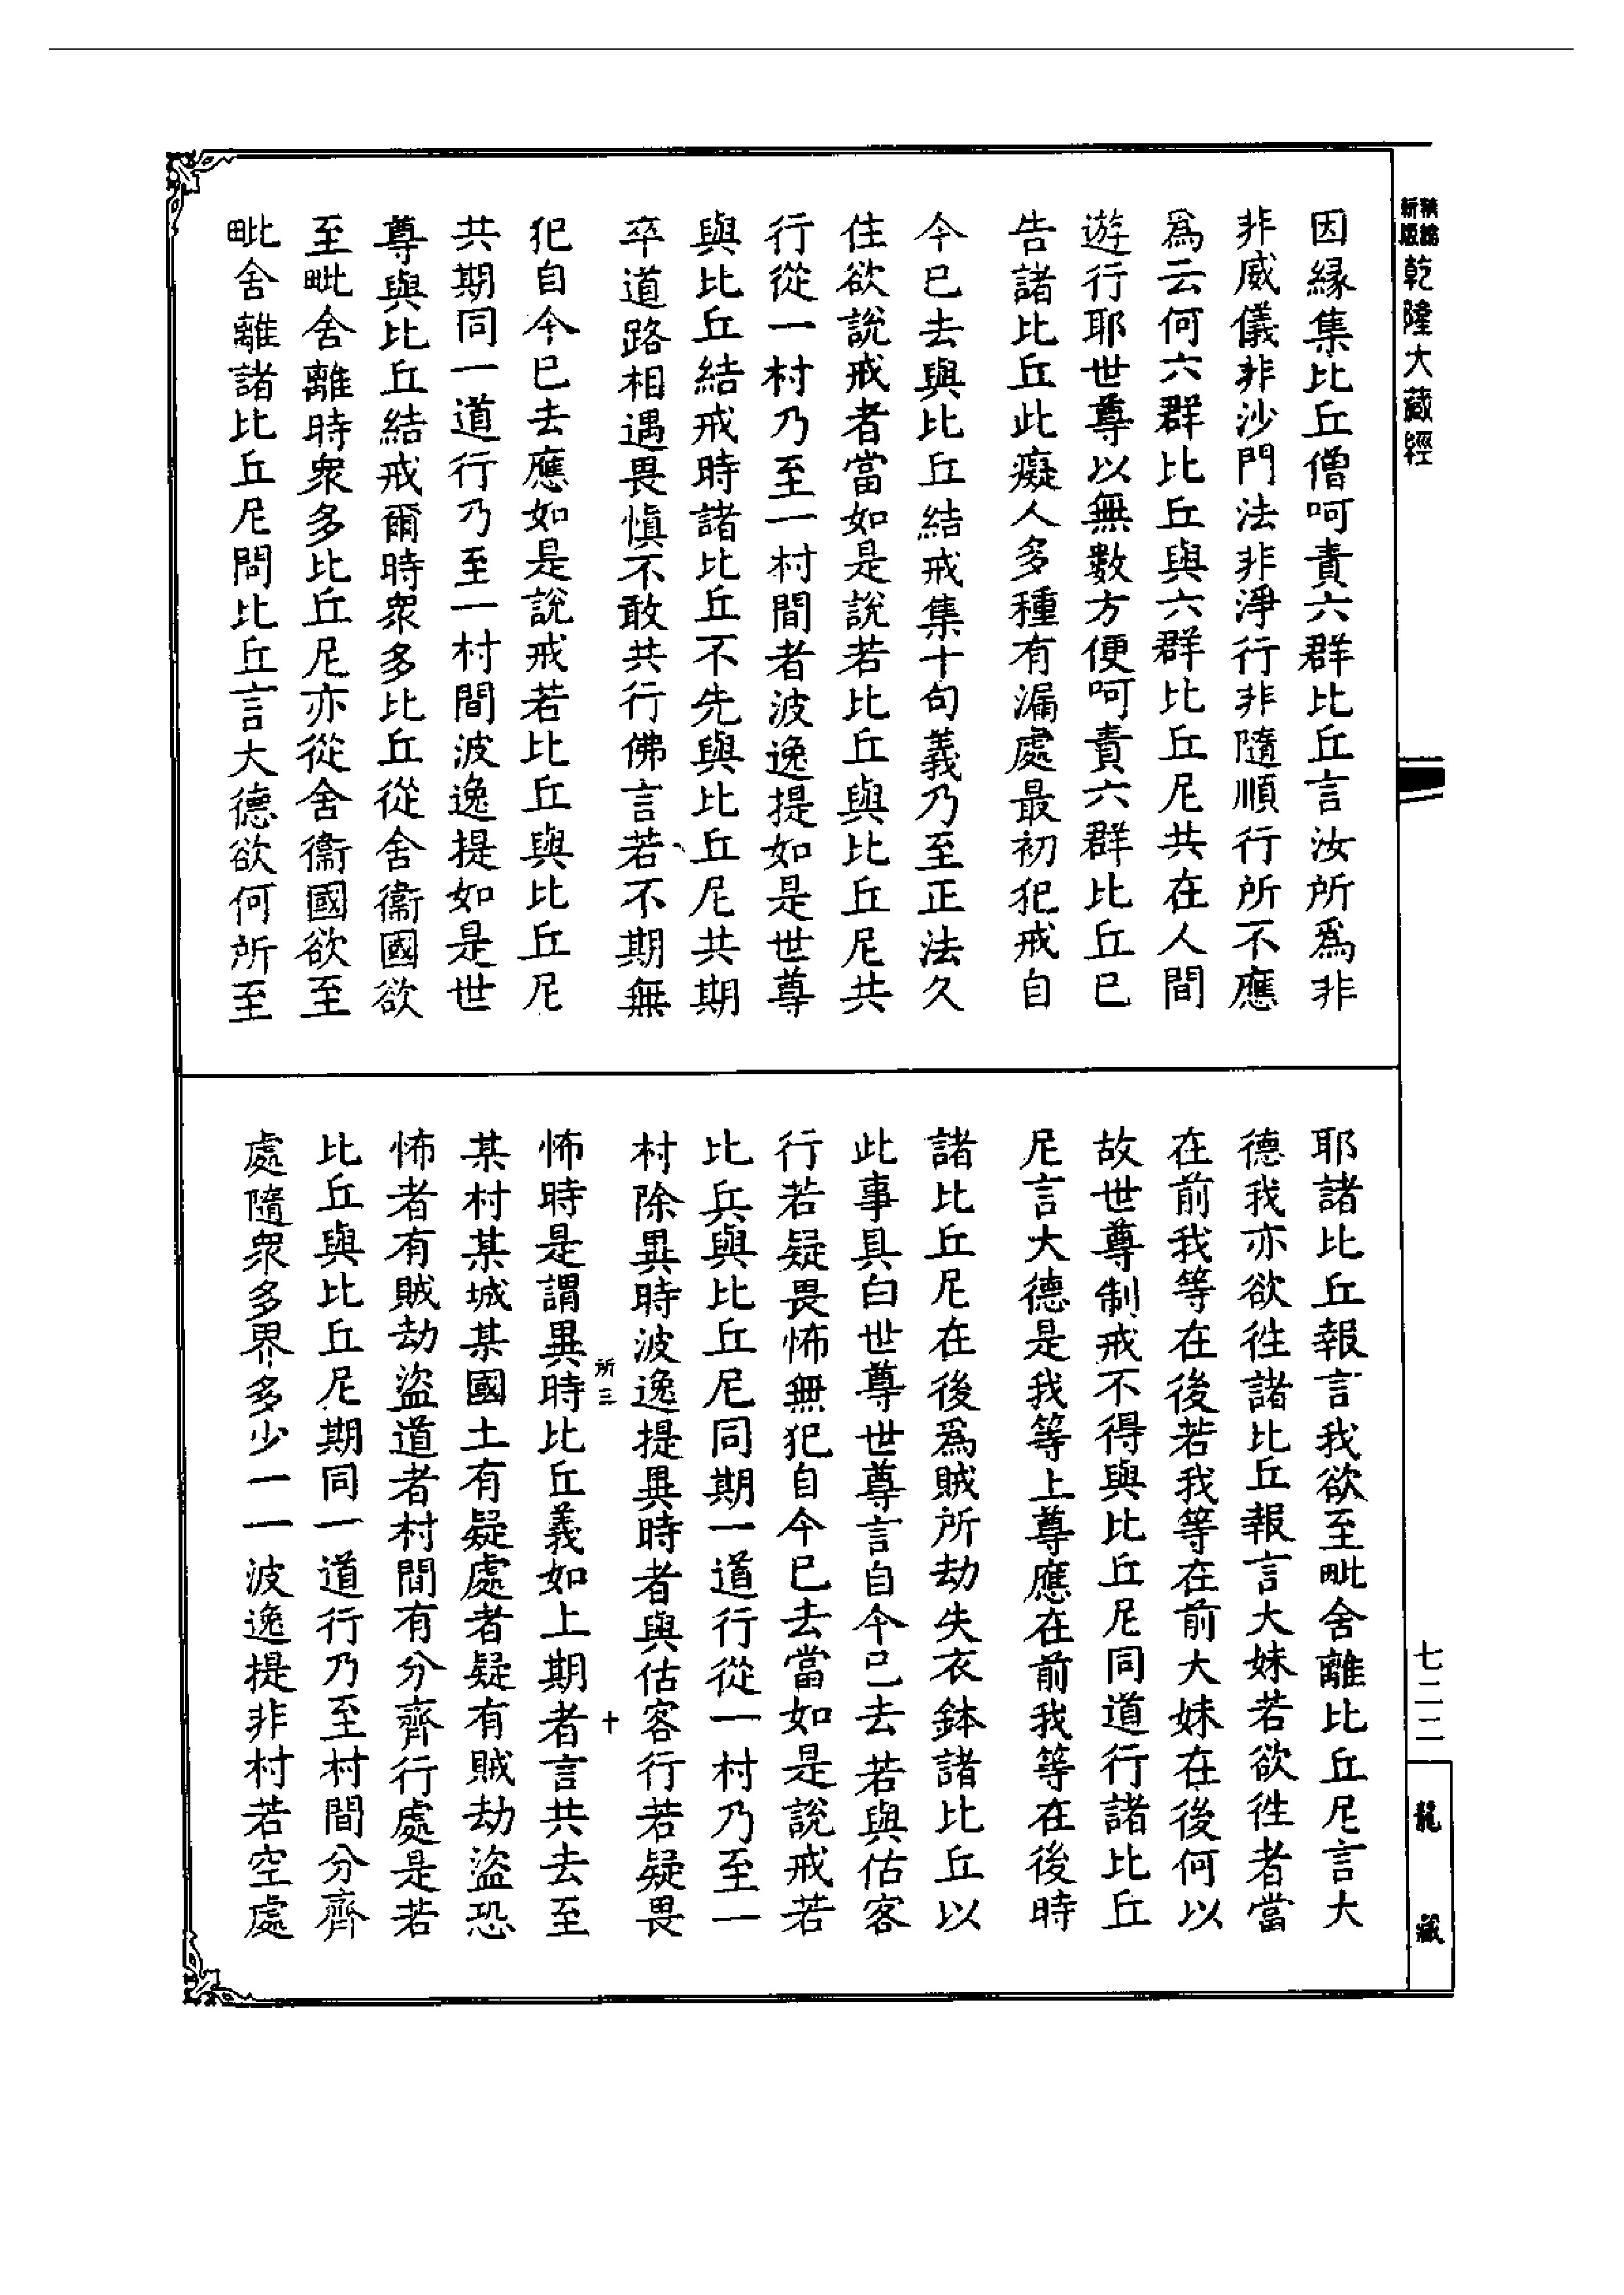 乾隆大藏經
因緣集比丘僧呵責六群比丘言汝所爲非
非威儀非沙門法非淨行非隨順行所不應
爲云何六群比丘與六群比丘尼共在人間
遊行耶世尊以無數方便呵責六群比丘已
告諸比丘此癡人多種有漏處最初犯戒自
今已去與比丘結戒集十句義乃至正法久
住欲說戒者當如是說若比丘與比丘尼共
行從一村乃至一村間者波逸提如是世尊
與比丘結戒時諸比丘不先與比丘尼共期
卒道路相遇畏慎不敢共行佛言若不期無
犯自今已去應如是說戒若比丘與比丘尼
共期同一道行乃至一村間波逸提如是世
尊與比丘結戒爾時衆多比丘從舍衞國欲
至毗舍離時衆多比丘尼亦從舍衞國欲至
毗舍離諸比丘尼問比丘言大德欲何所至
耶諸比丘報言我欲至毗舍離比丘尼言大
德我亦欲徃諸比丘報言大妹若欲徃者當
在前我等在後若我等在前大妹在後何以
故世尊制戒不得與比丘尼同道行諸比丘
尼言大德是我等上尊應在前我等在後時
諸比丘尼在後爲賊所劫失衣鉢諸比丘以
此事具白世尊世尊言自今已去若與估客
行若疑畏怖無犯自今已去當如是說戒若
比兵與比丘尼同期一道行從一村乃至一
村除異時波逸提異時者與估客行若疑畏
怖時是謂異時比丘義如上期者言共去至
某村某城某國土有疑處者疑有賊劫盜恐
怖者有賊劫盜道者村間有分齊行處是若
比丘與比丘尼期同一道行乃至村間分齊
處隨衆多界多少一一波逸提非村若空處
所三
十
七二二
龍藏